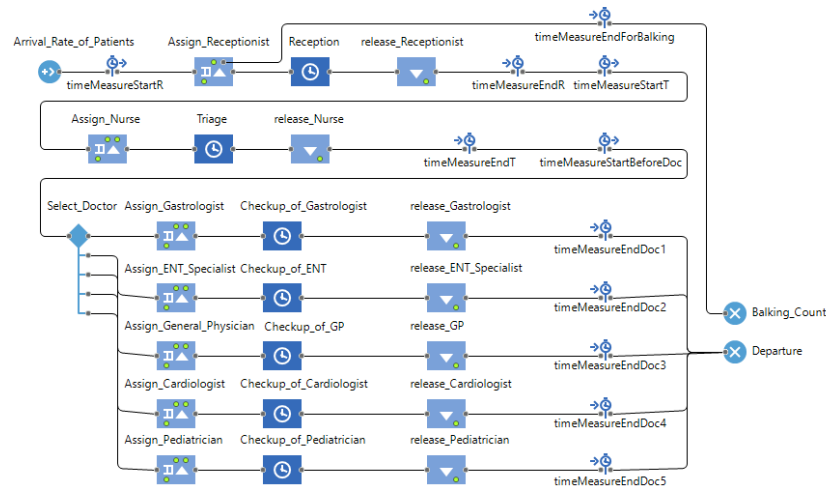 timeMeasureEndForBalking
Arrival_Rate_of_Patients
Assign_Receptionist
Reception
release_Receptionist
timeMeasureStartR
timeMeasureEndR
timeMeasureStartT
Assign_Nurse
Triage
release_Nurse
timeMeasureEndT
timeMeasureStartBeforeDoc
Select_Doctor
Assign_Gastrologist
Checkup_of_Gastrologist
release_Gastrologist
timeMeasureEndDoc1
Assign_ENT_Specialist
Checkup_of_ENT
release_ENT_Specialist
timeMeasureEndDoc2
Balking_Count
Assign_General_Physician
Checkup_of_GP
release_GP
timeMeasureEndDoc3
Departure
Assign_Cardiologist
Checkup_of_Cardiologist
release_Cardiologist
timeMeasureEndDoc4
Assign_Pediatrician
Checkup_of_Pediatrician
release_Pediatrician
timeMeasureEndDoc5